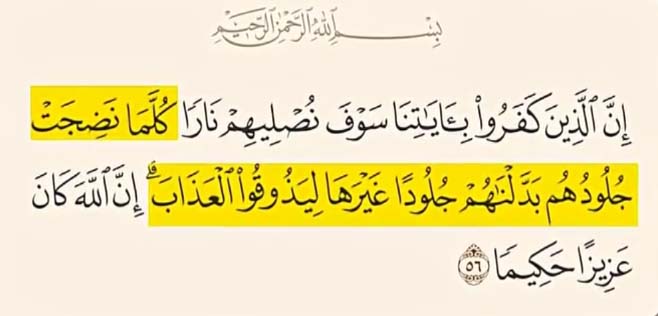 بِسْمِ ٱللَّهِ ٱلرَّحْمَٰنِ ٱلرَّحِيمِ
إِنَّ ٱلَّذِينَ كَفَرُوا۟ بِـَٔايَٰتِنَا سَوْفَ نُصْلِيهِمْ نَارًا كُلَّمَا نَضِجَتْ
جُلُودُهُم بَدَّلْنَٰهُمْ جُلُودًا غَيْرَهَا لِيَذُوقُوا۟ ٱلْعَذَابَ ۗ إِنَّ ٱللَّهَ كَانَ
عَزِيزًا حَكِيمًا ٥٦